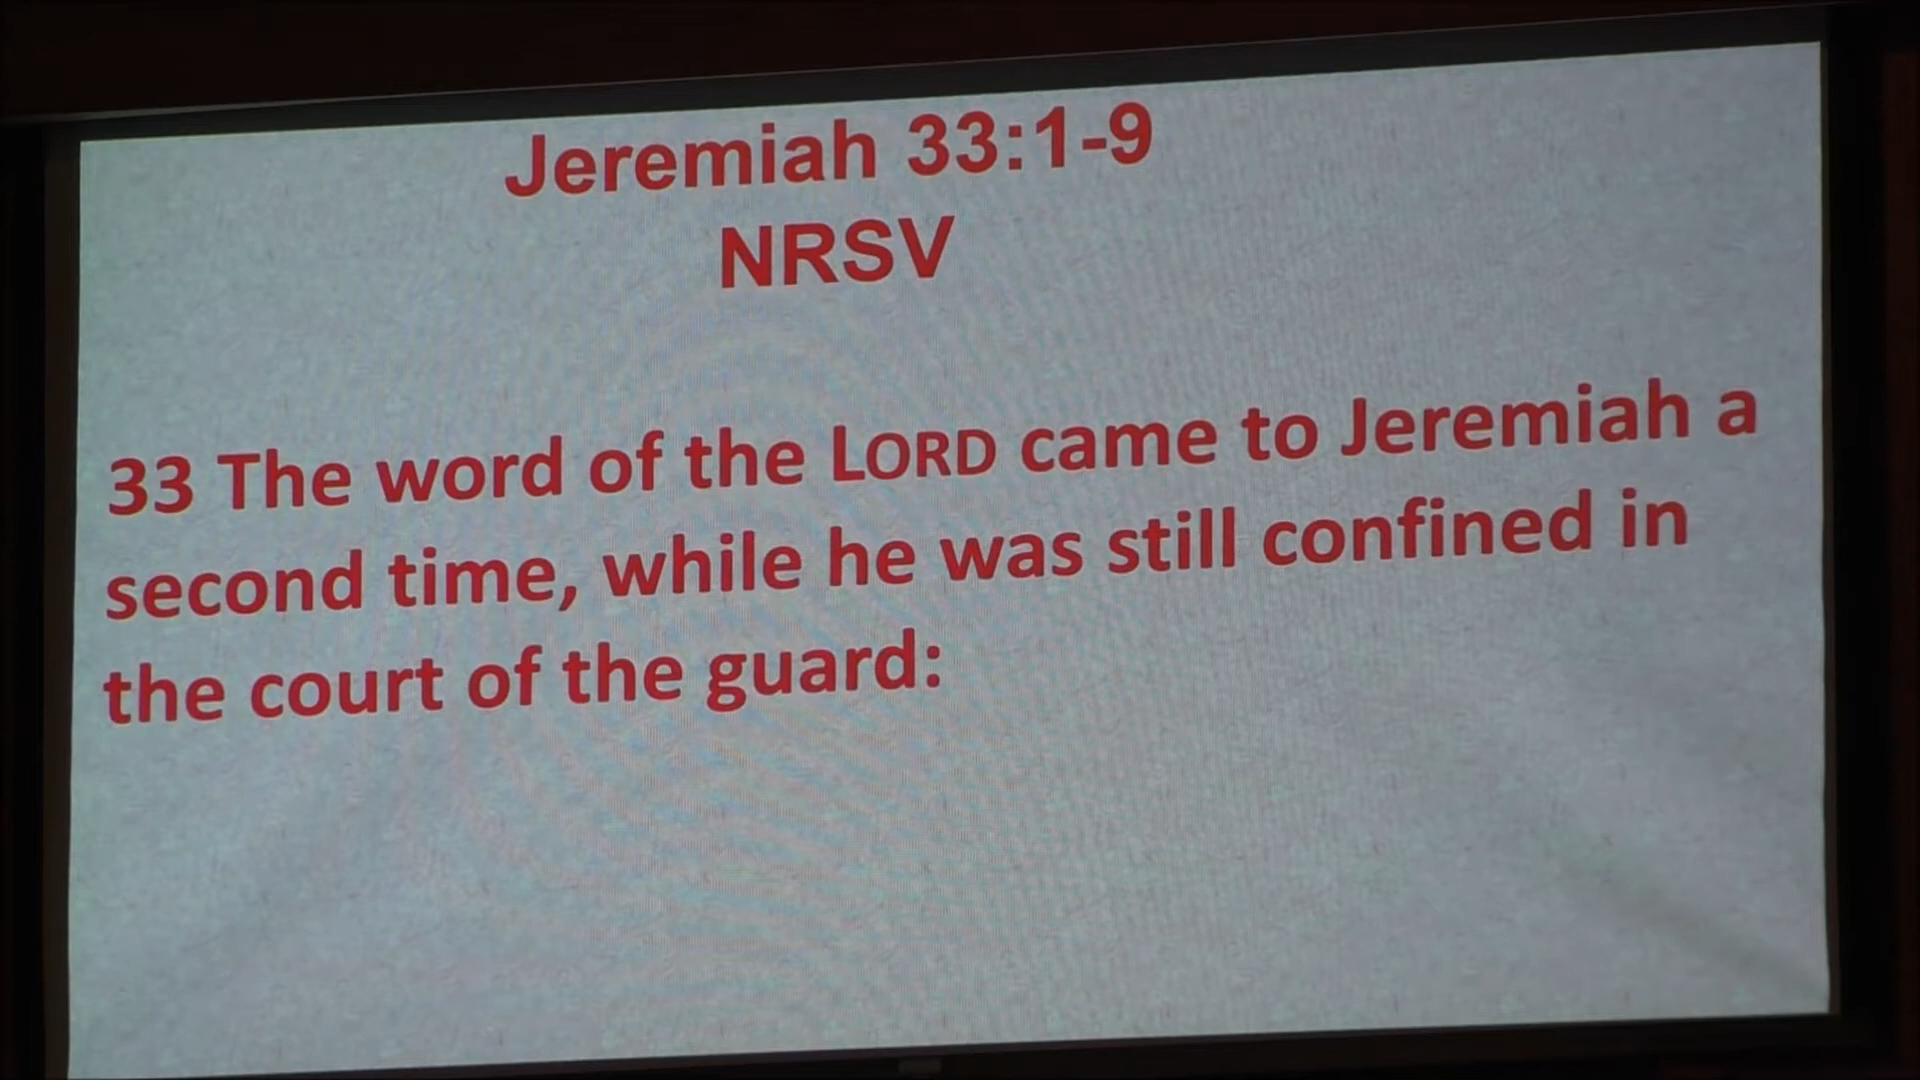 Jeremiah 33:1-9
NRSV
33 The word of the LORD came to Jeremiah a
second time, while he was still confined in
the court of the guard: